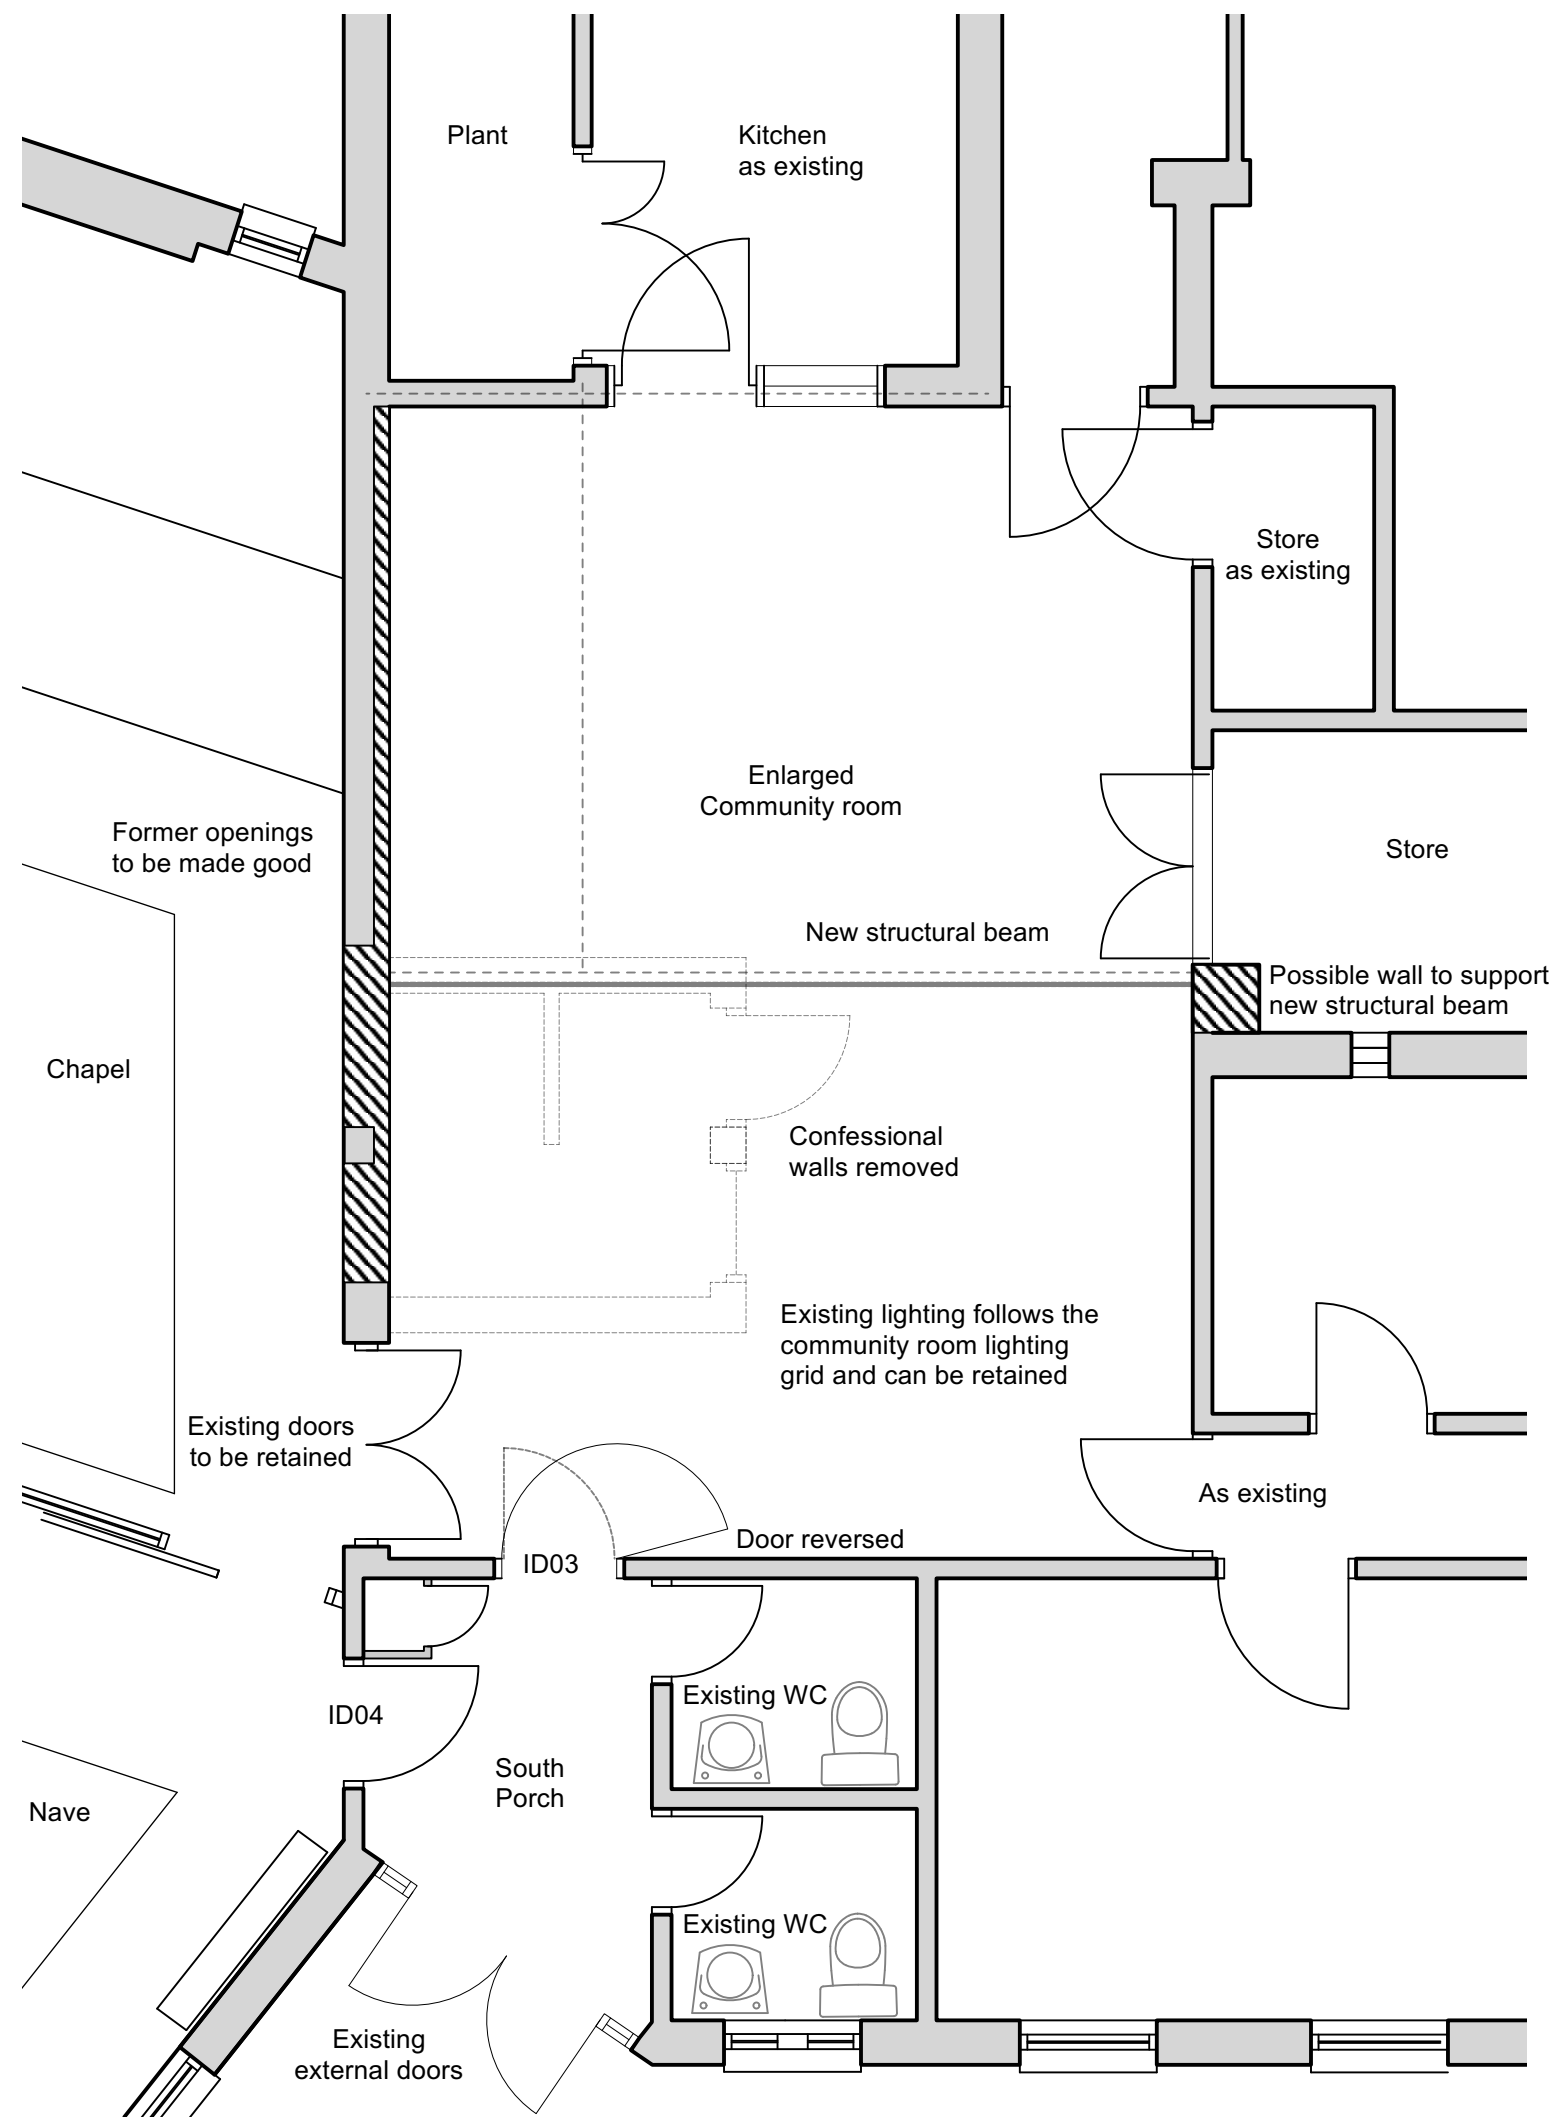 Plant
Kitchen
as existing
Store
as existing
Enlarged
Community room
Former openings
to be made good
Store
New structural beam
Possible wall to support
new structural beam
Chapel
Confessional
walls removed
Existing lighting follows the
community room lighting
grid and can be retained
Existing doors
to be retained
As existing
Door reversed
ID03
Existing WC
ID04
South
Porch
Nave
Existing WC
Existing
external doors